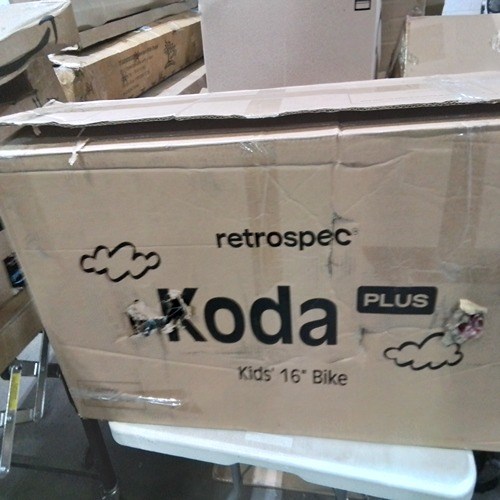 retrospec
Koda PLUS
Kids' 16" Bike